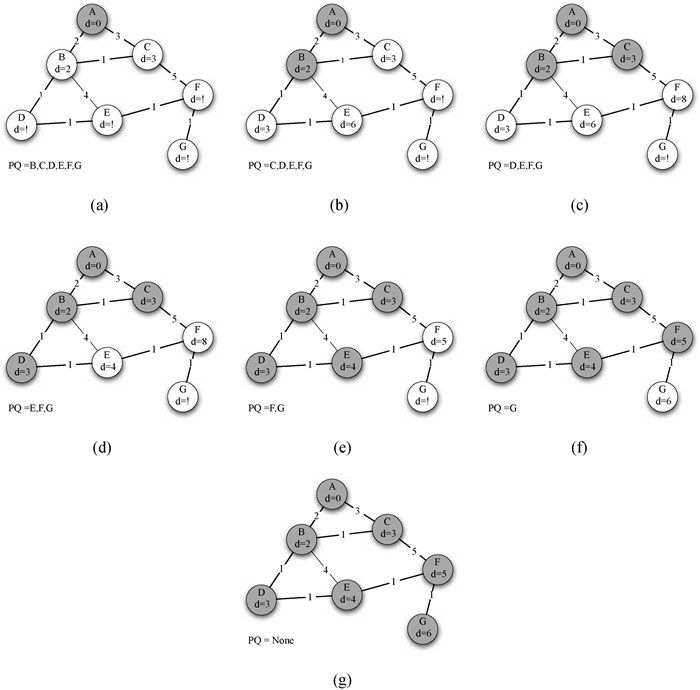 A
d=0
2
3
B
d=2
1
C
d=3
5
1
4
F
d=!
D
d=!
1
E
d=!
1
1
G
d=!
PQ =B,C,D,E,F,G
(a)
A
d=0
2
3
B
d=2
1
C
d=3
5
1
4
F
d=!
D
d=3
1
E
d=6
1
1
G
d=!
PQ =C,D,E,F,G
(b)
A
d=0
2
3
B
d=2
1
C
d=3
5
1
4
F
d=8
D
d=3
1
E
d=6
1
1
G
d=!
PQ =D,E,F,G
(c)
A
d=0
2
3
B
d=2
1
C
d=3
5
1
4
F
d=8
D
d=3
1
E
d=4
1
1
G
d=!
PQ =E,F,G
(d)
A
d=0
2
3
B
d=2
1
C
d=3
5
1
4
F
d=5
D
d=3
1
E
d=4
1
1
G
d=!
PQ =F,G
(e)
A
d=0
2
3
B
d=2
1
C
d=3
5
1
4
F
d=5
D
d=3
1
E
d=4
1
1
G
d=6
PQ =G
(f)
A
d=0
2
3
B
d=2
1
C
d=3
5
1
4
F
d=5
D
d=3
1
E
d=4
1
1
G
d=6
PQ = None
(g)